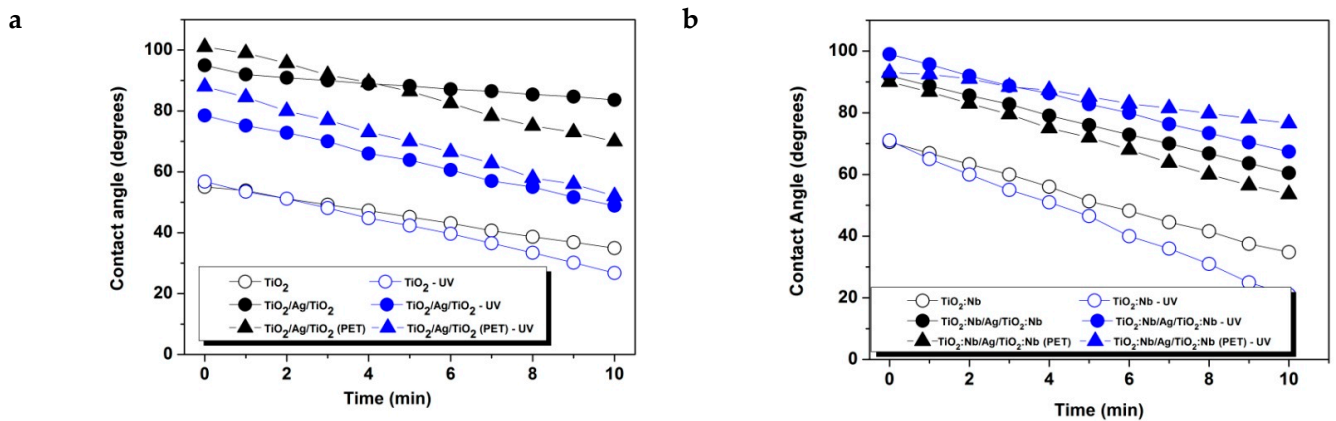 a
Contact angle (degrees)
100
80
60
40
20
0
TiO2
TiO2 - UV
TiO2/Ag/TiO2
TiO2/Ag/TiO2 - UV
TiO2/Ag/TiO2 (PET)
TiO2/Ag/TiO2 (PET) - UV
0 2 4 6 8 10
Time (min)
b
Contact Angle (degrees)
100
80
60
40
20
0
TiO2:Nb
TiO2:Nb - UV
TiO2:Nb/Ag/TiO2:Nb
TiO2:Nb/Ag/TiO2:Nb - UV
TiO2:Nb/Ag/TiO2:Nb (PET)
TiO2:Nb/Ag/TiO2:Nb (PET) - UV
0 2 4 6 8 10
Time (min)